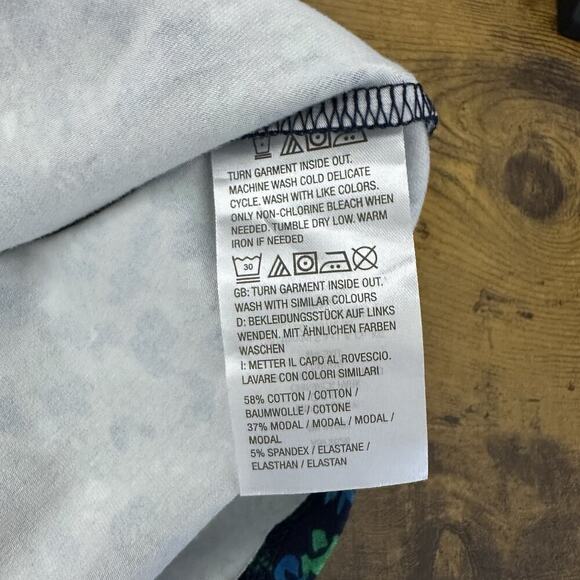 TURN GARMENT INSIDE OUT.
MACHINE WASH COLD DELICATE
CYCLE. WASH WITH LIKE COLORS.
ONLY NON-CHLORINE BLEACH WHEN
NEEDED. TUMBLE DRY LOW. WARM
IRON IF NEEDED
30
GB: TURN GARMENT INSIDE OUT.
WASH WITH SIMILAR COLOURS
D: BEKLEIDUNGSSTÜCK AUF LINKS
WENDEN. MIT ÄHNLICHEN FARBEN
WASCHEN
I: METTER IL CAPO AL ROVESCIO.
LAVARE CON COLORI SIMILARI
58% COTTON / COTTON /
BAUMWOLLE / COTONE
37% MODAL / MODAL / MODAL /
MODAL
5% SPANDEX / ELASTANE /
ELASTHAN / ELASTAN